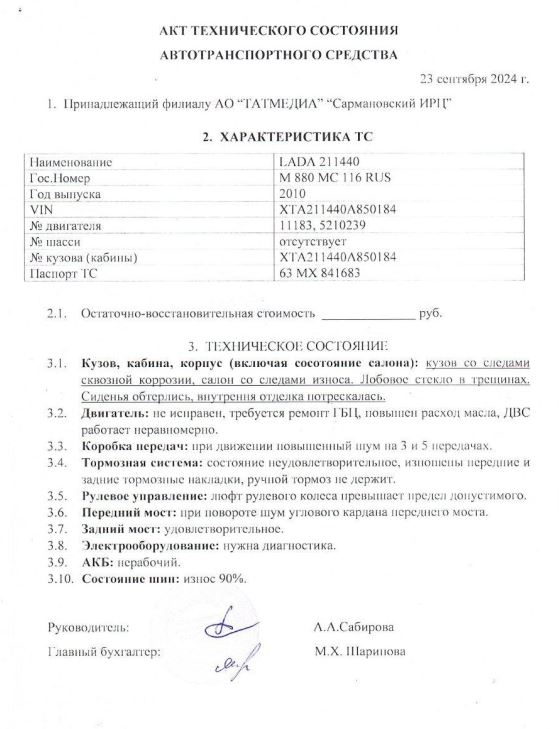 АКТ ТЕХНИЧЕСКОГО СОСТОЯНИЯ
АВТОТРАНСПОРТНОГО СРЕДСТВА
23 сентября 2024 г.
1. Принадлежащий филиалу АО “ТАТМЕДИА” “Сармановский ИРЦ”
2. ХАРАКТЕРИСТИКА ТС
Наименование LADA 211440
Гос.Номер М 880 МС 116 RUS
Год выпуска 2010
VIN XTA211440A850184
№ двигателя 11183, 5210239
№ шасси отсутствует
№ кузова (кабины) XTA211440A850184
Паспорт ТС 63 МХ 841683
2.1. Остаточно-восстановительная стоимость ______________ руб.
3. ТЕХНИЧЕСКОЕ СОСТОЯНИЕ
3.1. Кузов, кабина, корпус (включая сосотояние салона): кузов со следами
сквозной коррозии, салон со следами износа. Лобовое стекло в трещинах.
Сиденья обтерлись, внутрення отделка потрескалась.
3.2. Двигатель: не исправен, требуется ремонт ГБЦ, повышен расход масла, ДВС
работает неравномерно.
3.3. Коробка передач: при движении повышенный шум на 3 и 5 передачах.
3.4. Тормозная система: состояние неудовлетворительное, изношены передние и
задние тормозные накладки, ручной тормоз не держит.
3.5. Рулевое управление: люфт рулевого колеса превышает предел допустимого.
3.6. Передний мост: при повороте шум углового кардана переднего моста.
3.7. Задний мост: удовлетворительное.
3.8. Электрооборудование: нужна диагностика.
3.9. АКБ: нерабочий.
3.10. Состояние шин: износ 90%.
Руководитель: А.А.Сабирова
Главный бухгалтер: М.Х. Шарипова